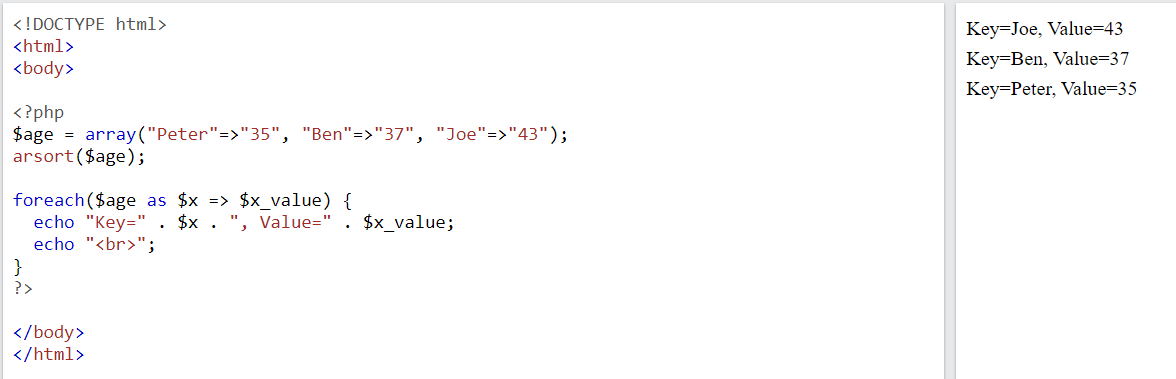 <!DOCTYPE html>
<html>
<body>
<?php
$age = array("Peter"=>"35", "Ben"=>"37", "Joe"=>"43");
arsort($age);
foreach($age as $x => $x_value) {
  echo "Key=" . $x . ", Value=" . $x_value;
  echo "<br>";
}
?>
</body>
</html>
Key=Joe, Value=43
Key=Ben, Value=37
Key=Peter, Value=35